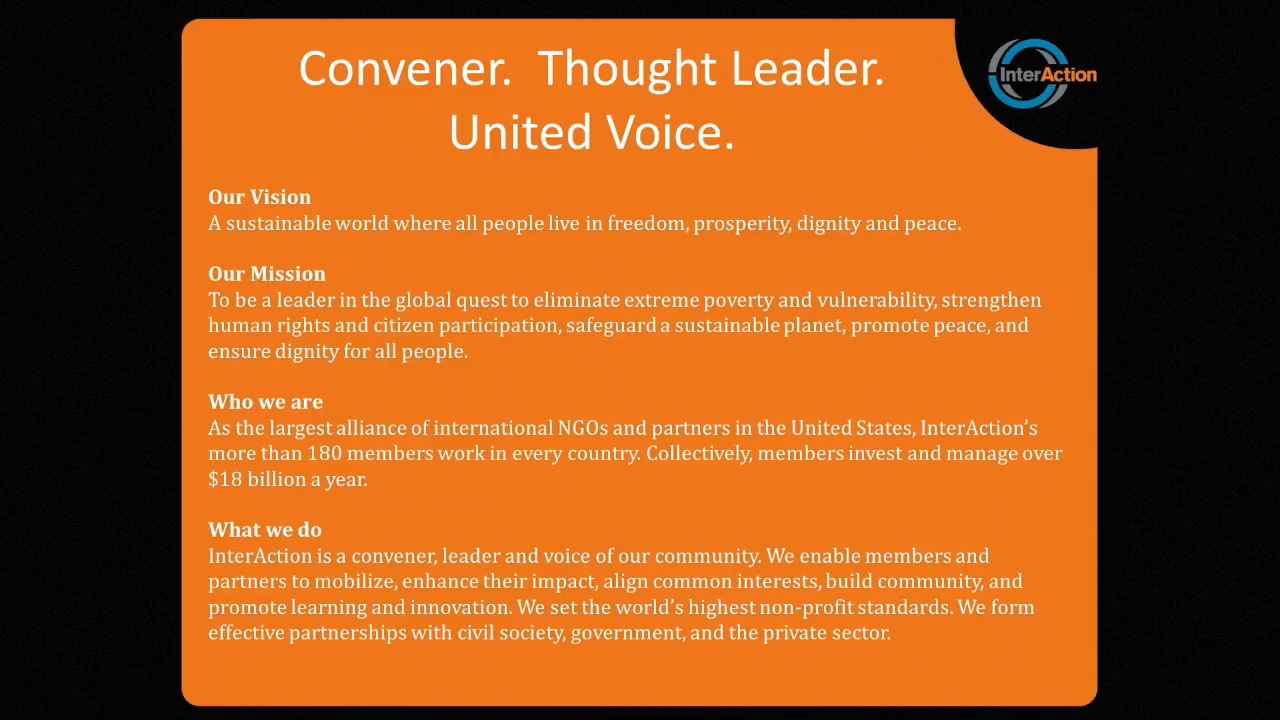 Convener.  Thought Leader.
United Voice.
InterAction
Our Vision
A sustainable world where all people live in freedom, prosperity, dignity and peace.
Our Mission
To be a leader in the global quest to eliminate extreme poverty and vulnerability, strengthen
human rights and citizen participation, safeguard a sustainable planet, promote peace, and
ensure dignity for all people.
Who we are
As the largest alliance of international NGOs and partners in the United States, InterAction’s
more than 180 members work in every country. Collectively, members invest and manage over
$18 billion a year.
What we do
InterAction is a convener, leader and voice of our community. We enable members and
partners to mobilize, enhance their impact, align common interests, build community, and
promote learning and innovation. We set the world’s highest non-profit standards. We form
effective partnerships with civil society, government, and the private sector.